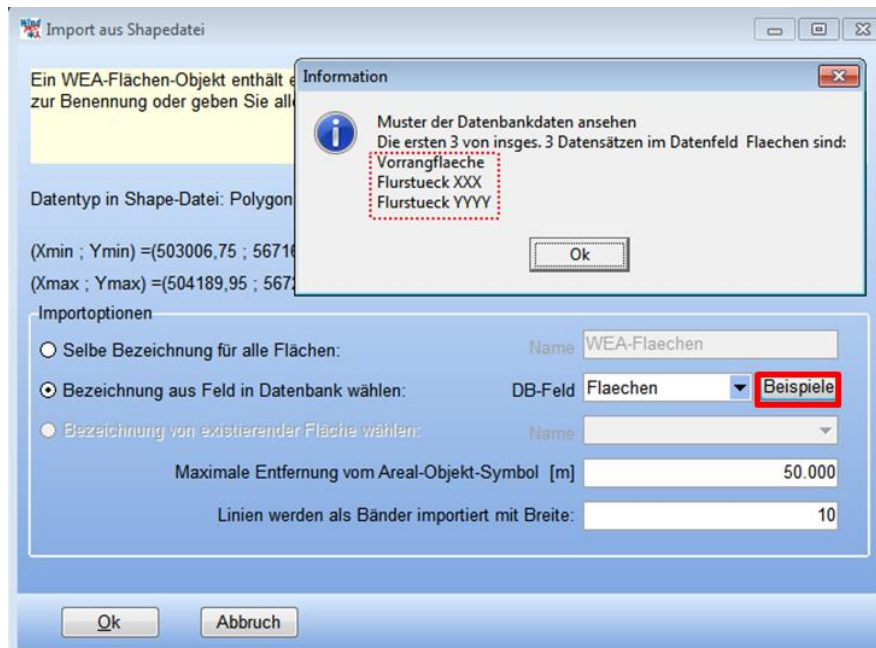 Import aus Shapedatei
Ein WEA-Flächen-Objekt enthält
zur Benennung oder geben Sie
Information
Muster der Datenbankdaten ansehen
Die ersten 3 von insges. 3 Datensätzen im Datenfeld Flaechen sind:
Vorrangflaeche
Flurstueck XXX
Flurstueck YYYY
Ok
Datentyp in Shape-Datei: Polygon
(Xmin ; Ymin) =(503006,75 ; 5671
(Xmax ; Ymax) =(504189,95 ; 567
Importoptionen
Selbe Bezeichnung für alle Flächen: Name WEA-Flaechen
Bezeichnung aus Feld in Datenbank wählen: DB-Feld Flaechen Beispiele
Bezeichnung von existierender Fläche wählen: Name
Maximale Entfernung vom Areal-Objekt-Symbol [m] 50.000
Linien werden als Bänder importiert mit Breite: 10
Ok Abbruch